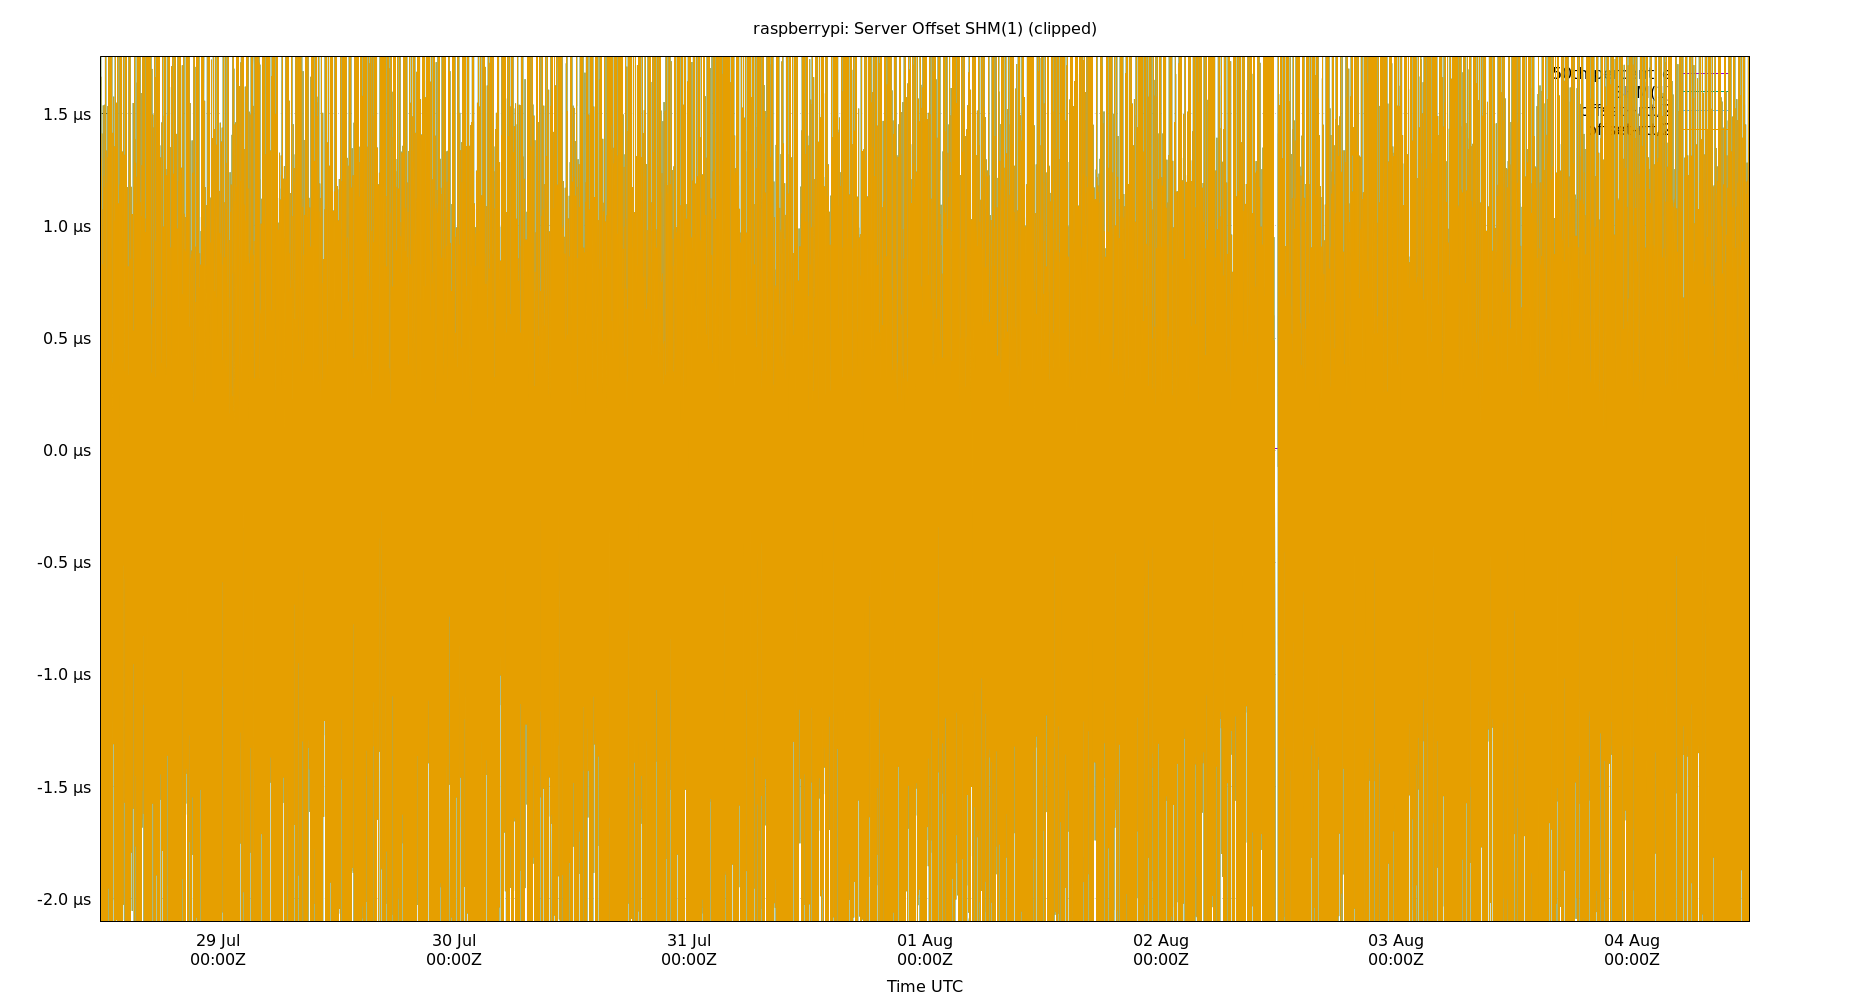 raspberrypi: Server Offset SHM(1) (clipped)
1.5 µs
1.0 µs
0.5 µs
0.0 µs
-0.5 µs
-1.0 µs
-1.5 µs
-2.0 µs
29 Jul
00:00Z
30 Jul
00:00Z
31 Jul
00:00Z
01 Aug
00:00Z
02 Aug
00:00Z
03 Aug
00:00Z
04 Aug
00:00Z
Time UTC